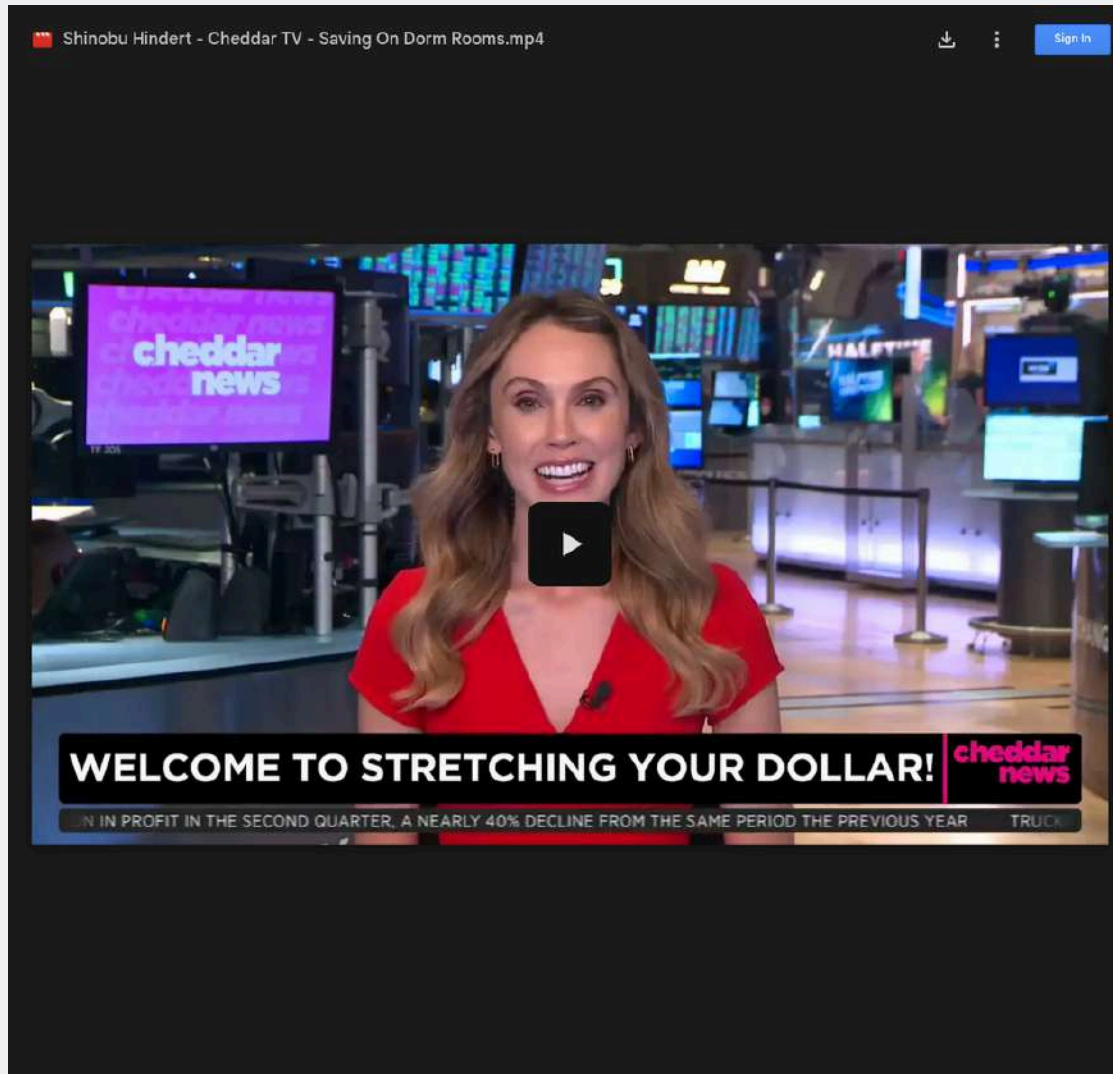 Shinobu Hindert - Cheddar TV - Saving On Dorm Rooms.mp4
Sign In
cheddar
news
HALFTIME
WELCOME TO STRETCHING YOUR DOLLAR!
cheddar
news
N IN PROFIT IN THE SECOND QUARTER, A NEARLY 40% DECLINE FROM THE SAME PERIOD THE PREVIOUS YEAR TRUCK